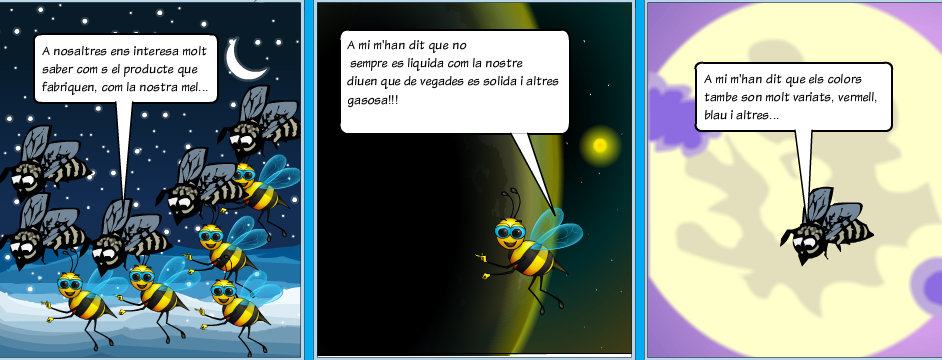 A nosaltres ens interesa molt
saber com s el producte que
fabriquen, com la nostra mel...
A mi m'han dit que no
sempre es liquida com la nostre
diuen que de vegades es solida i altres
gasosa!!!
A mi m'han dit que els colors
tambe son molt variats, vermell,
blau i altres...